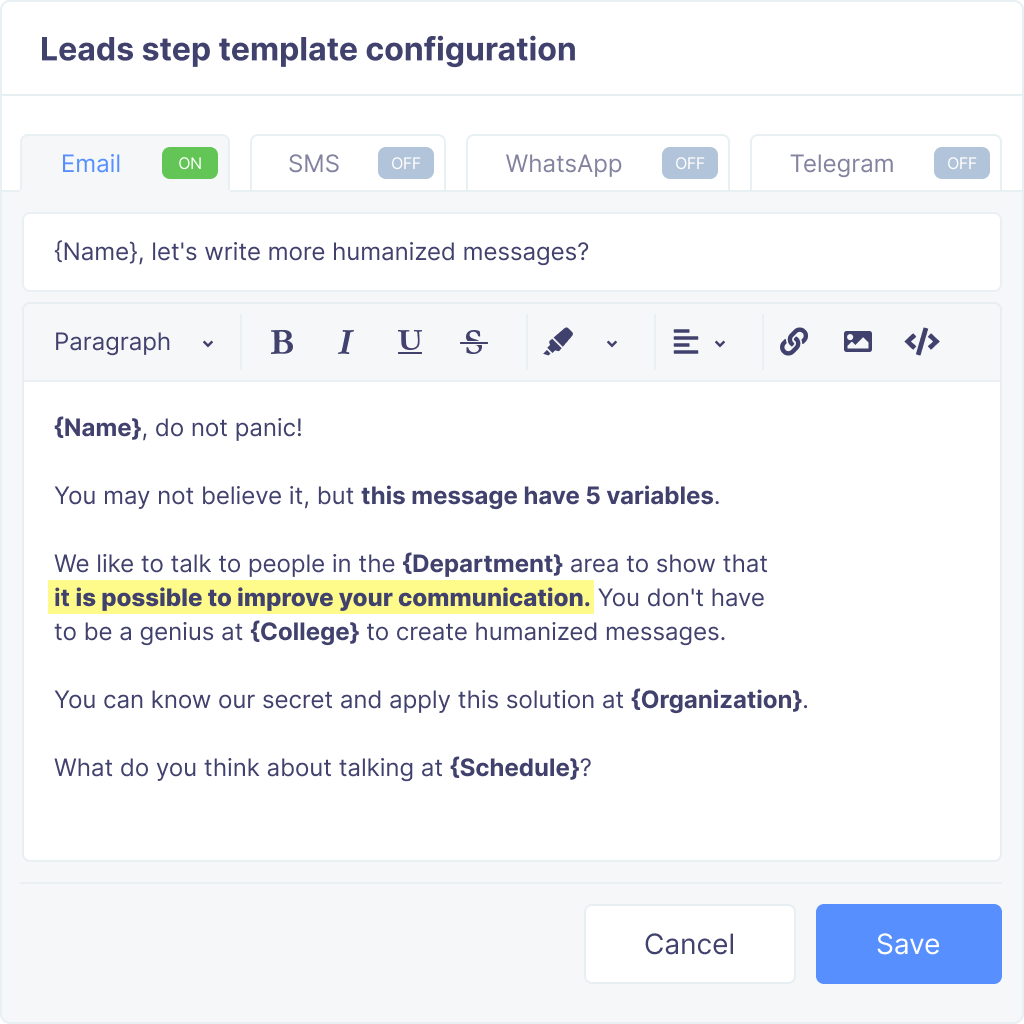 Leads step template configuration
Email ON SMS OFF WhatsApp OFF Telegram OFF
{Name}, let's write more humanized messages?
Paragraph B I U S
{Name}, do not panic!
You may not believe it, but this message have 5 variables.
We like to talk to people in the {Department} area to show that
it is possible to improve your communication. You don't have
to be a genius at {College} to create humanized messages.
You can know our secret and apply this solution at {Organization}.
What do you think about talking at {Schedule}?
Cancel Save